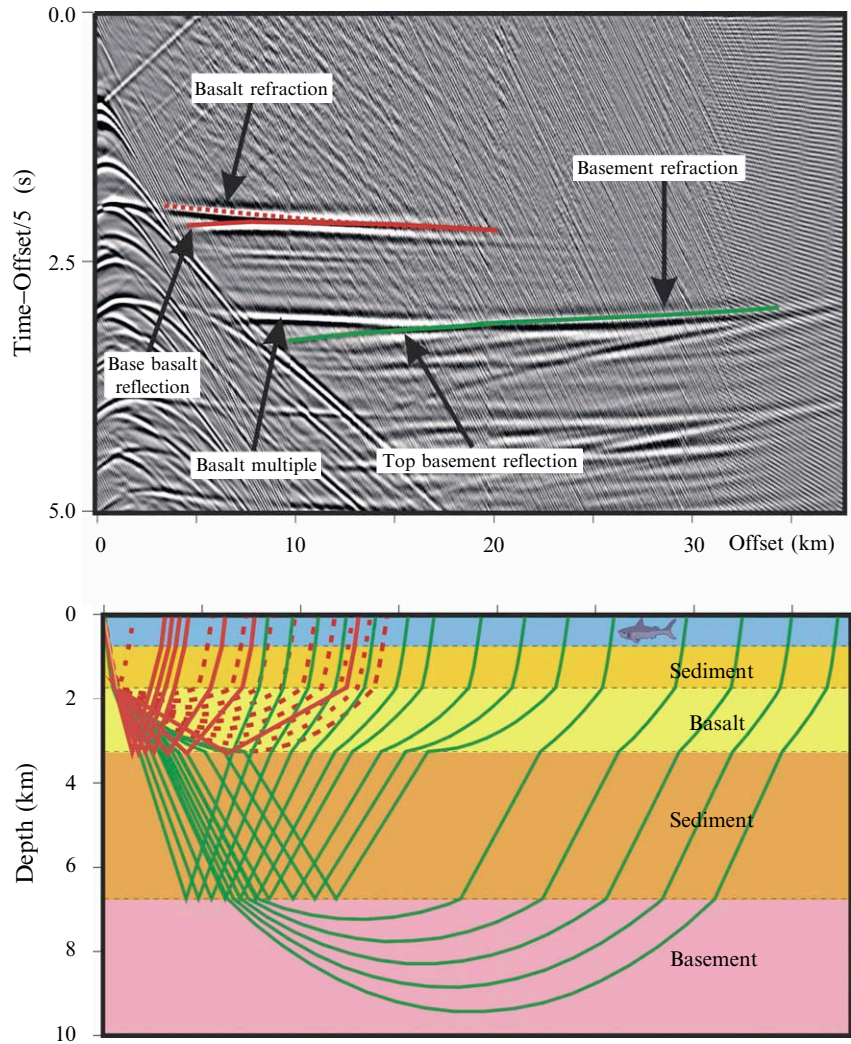 0.0
Basalt refraction
Basement refraction
Time–Offset/5 (s)
2.5
Base basalt
reflection
Basalt multiple
Top basement reflection
5.0
0
10
20
30
Offset (km)
0
Sediment
2
Basalt
Depth (km)
4
Sediment
6
8
Basement
10